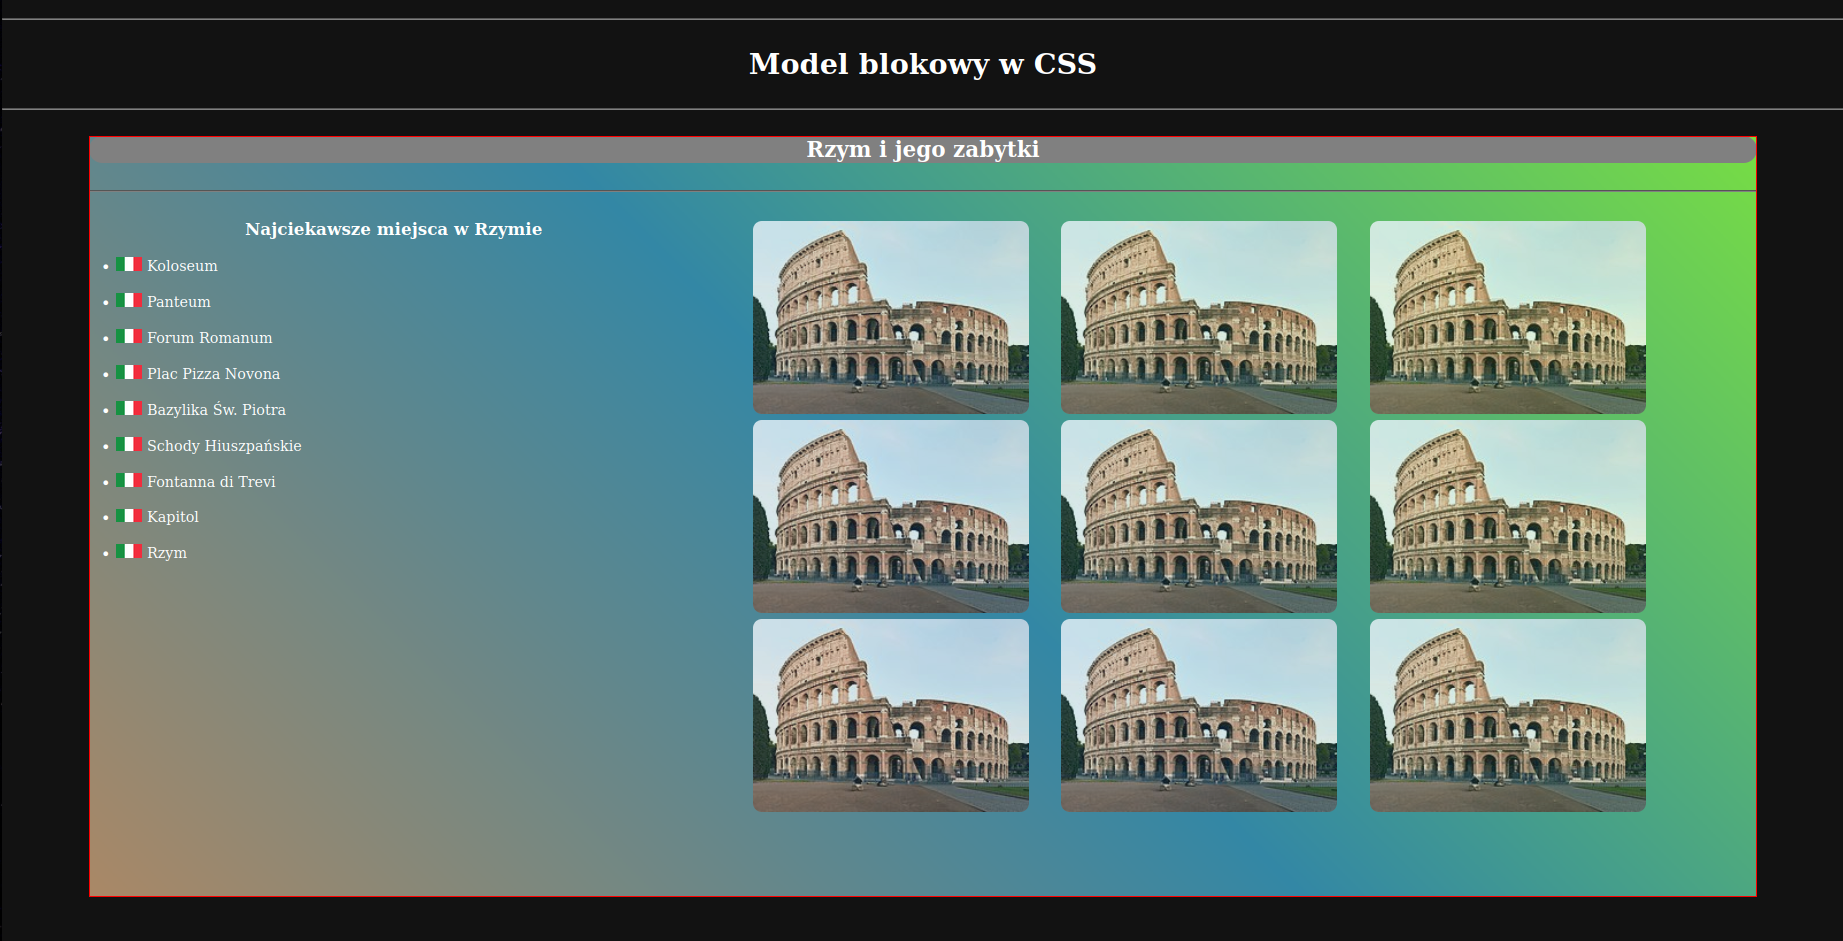 Model blokowy w CSS
Rzym i jego zabytki
Najciekawsze miejsca w Rzymie
Koloseum
Panteum
Forum Romanum
Plac Pizza Novona
Bazylika Św. Piotra
Schody Hiuszpańskie
Fontanna di Trevi
Kapitol
Rzym